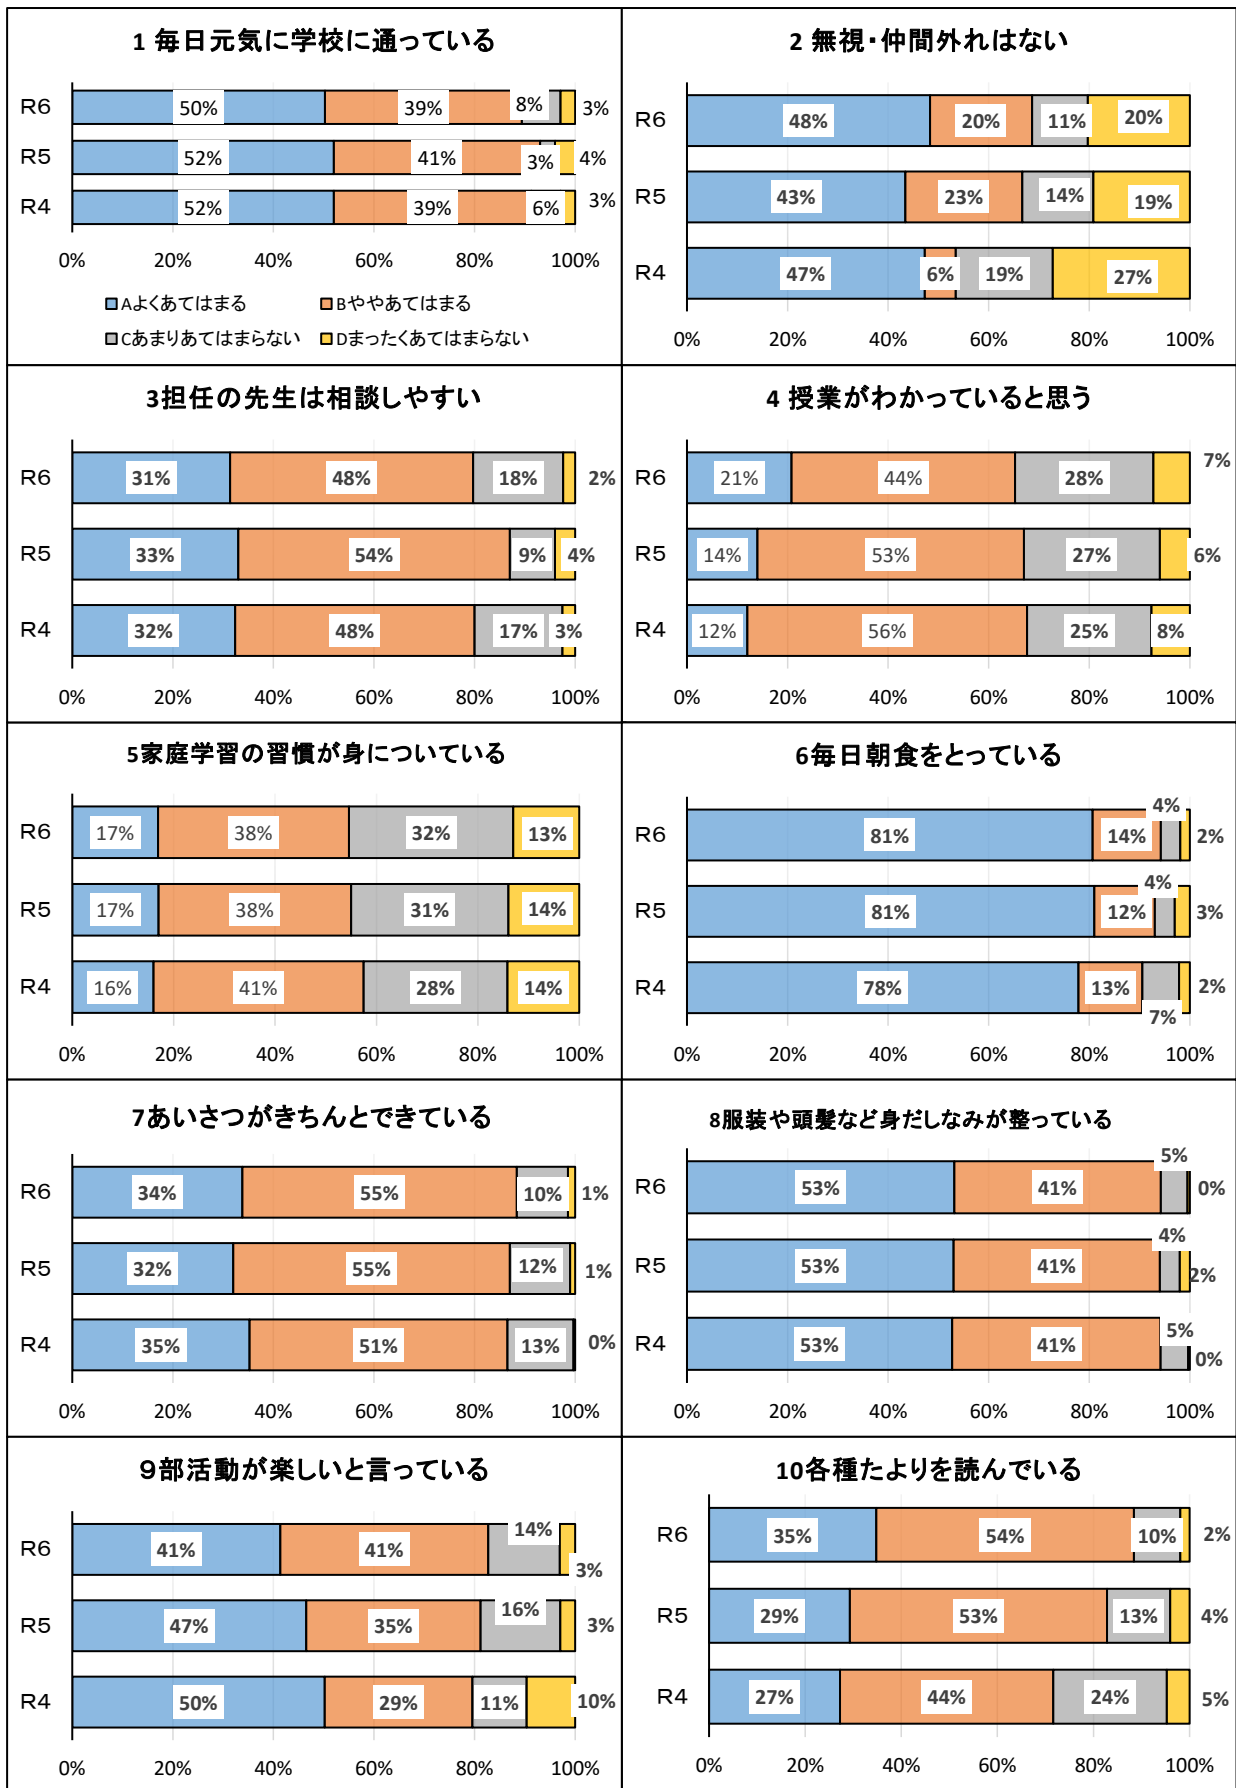 1 毎日元気に学校に通っている
R6 50% 39% 8% 3%
R5 52% 41% 3% 4%
R4 52% 39% 6% 3%
0% 20% 40% 60% 80% 100%
Aよくあてはまる Bややあてはまる
Cあまりあてはまらない Dまったくあてはまらない
2 無視・仲間外れはない
R6 48% 20% 11% 20%
R5 43% 23% 14% 19%
R4 47% 6% 19% 27%
0% 20% 40% 60% 80% 100%
3担任の先生は相談しやすい
R6 31% 48% 18% 2%
R5 33% 54% 9% 4%
R4 32% 48% 17% 3%
0% 20% 40% 60% 80% 100%
4 授業がわかっていると思う
R6 21% 44% 28% 7%
R5 14% 53% 27% 6%
R4 12% 56% 25% 8%
0% 20% 40% 60% 80% 100%
5家庭学習の習慣が身についている
R6 17% 38% 32% 13%
R5 17% 38% 31% 14%
R4 16% 41% 28% 14%
0% 20% 40% 60% 80% 100%
6毎日朝食をとっている
R6 81% 14% 4% 2%
R5 81% 12% 4% 3%
R4 78% 13% 7% 2%
0% 20% 40% 60% 80% 100%
7あいさつがきちんとできている
R6 34% 55% 10% 1%
R5 32% 55% 12% 1%
R4 35% 51% 13% 0%
0% 20% 40% 60% 80% 100%
8服装や頭髪など身だしなみが整っている
R6 53% 41% 5% 0%
R5 53% 41% 4% 2%
R4 53% 41% 5% 0%
0% 20% 40% 60% 80% 100%
9部活動が楽しいと言っている
R6 41% 41% 14% 3%
R5 47% 35% 16% 3%
R4 50% 29% 11% 10%
0% 20% 40% 60% 80% 100%
10各種たよりを読んでいる
R6 35% 54% 10% 2%
R5 29% 53% 13% 4%
R4 27% 44% 24% 5%
0% 20% 40% 60% 80% 100%